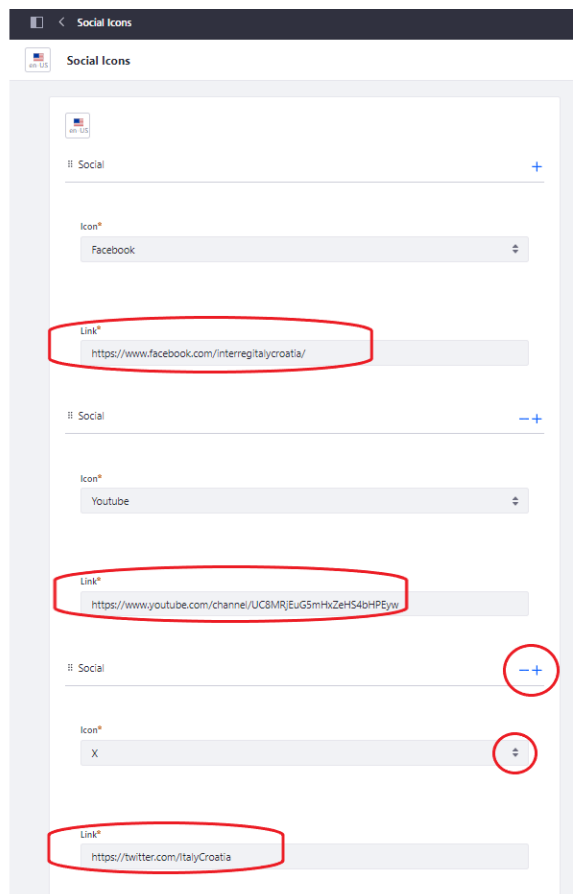 Social Icons
en US
Social Icons
en US
Social
Icon*
Facebook
Link*
https://www.facebook.com/interregitalycroatia/
Social
Icon*
Youtube
Link*
https://www.youtube.com/channel/UC8MRjEuG5mHxZeHS4bHPEyw
Social
Icon*
X
Link*
https://twitter.com/ItalyCroatia